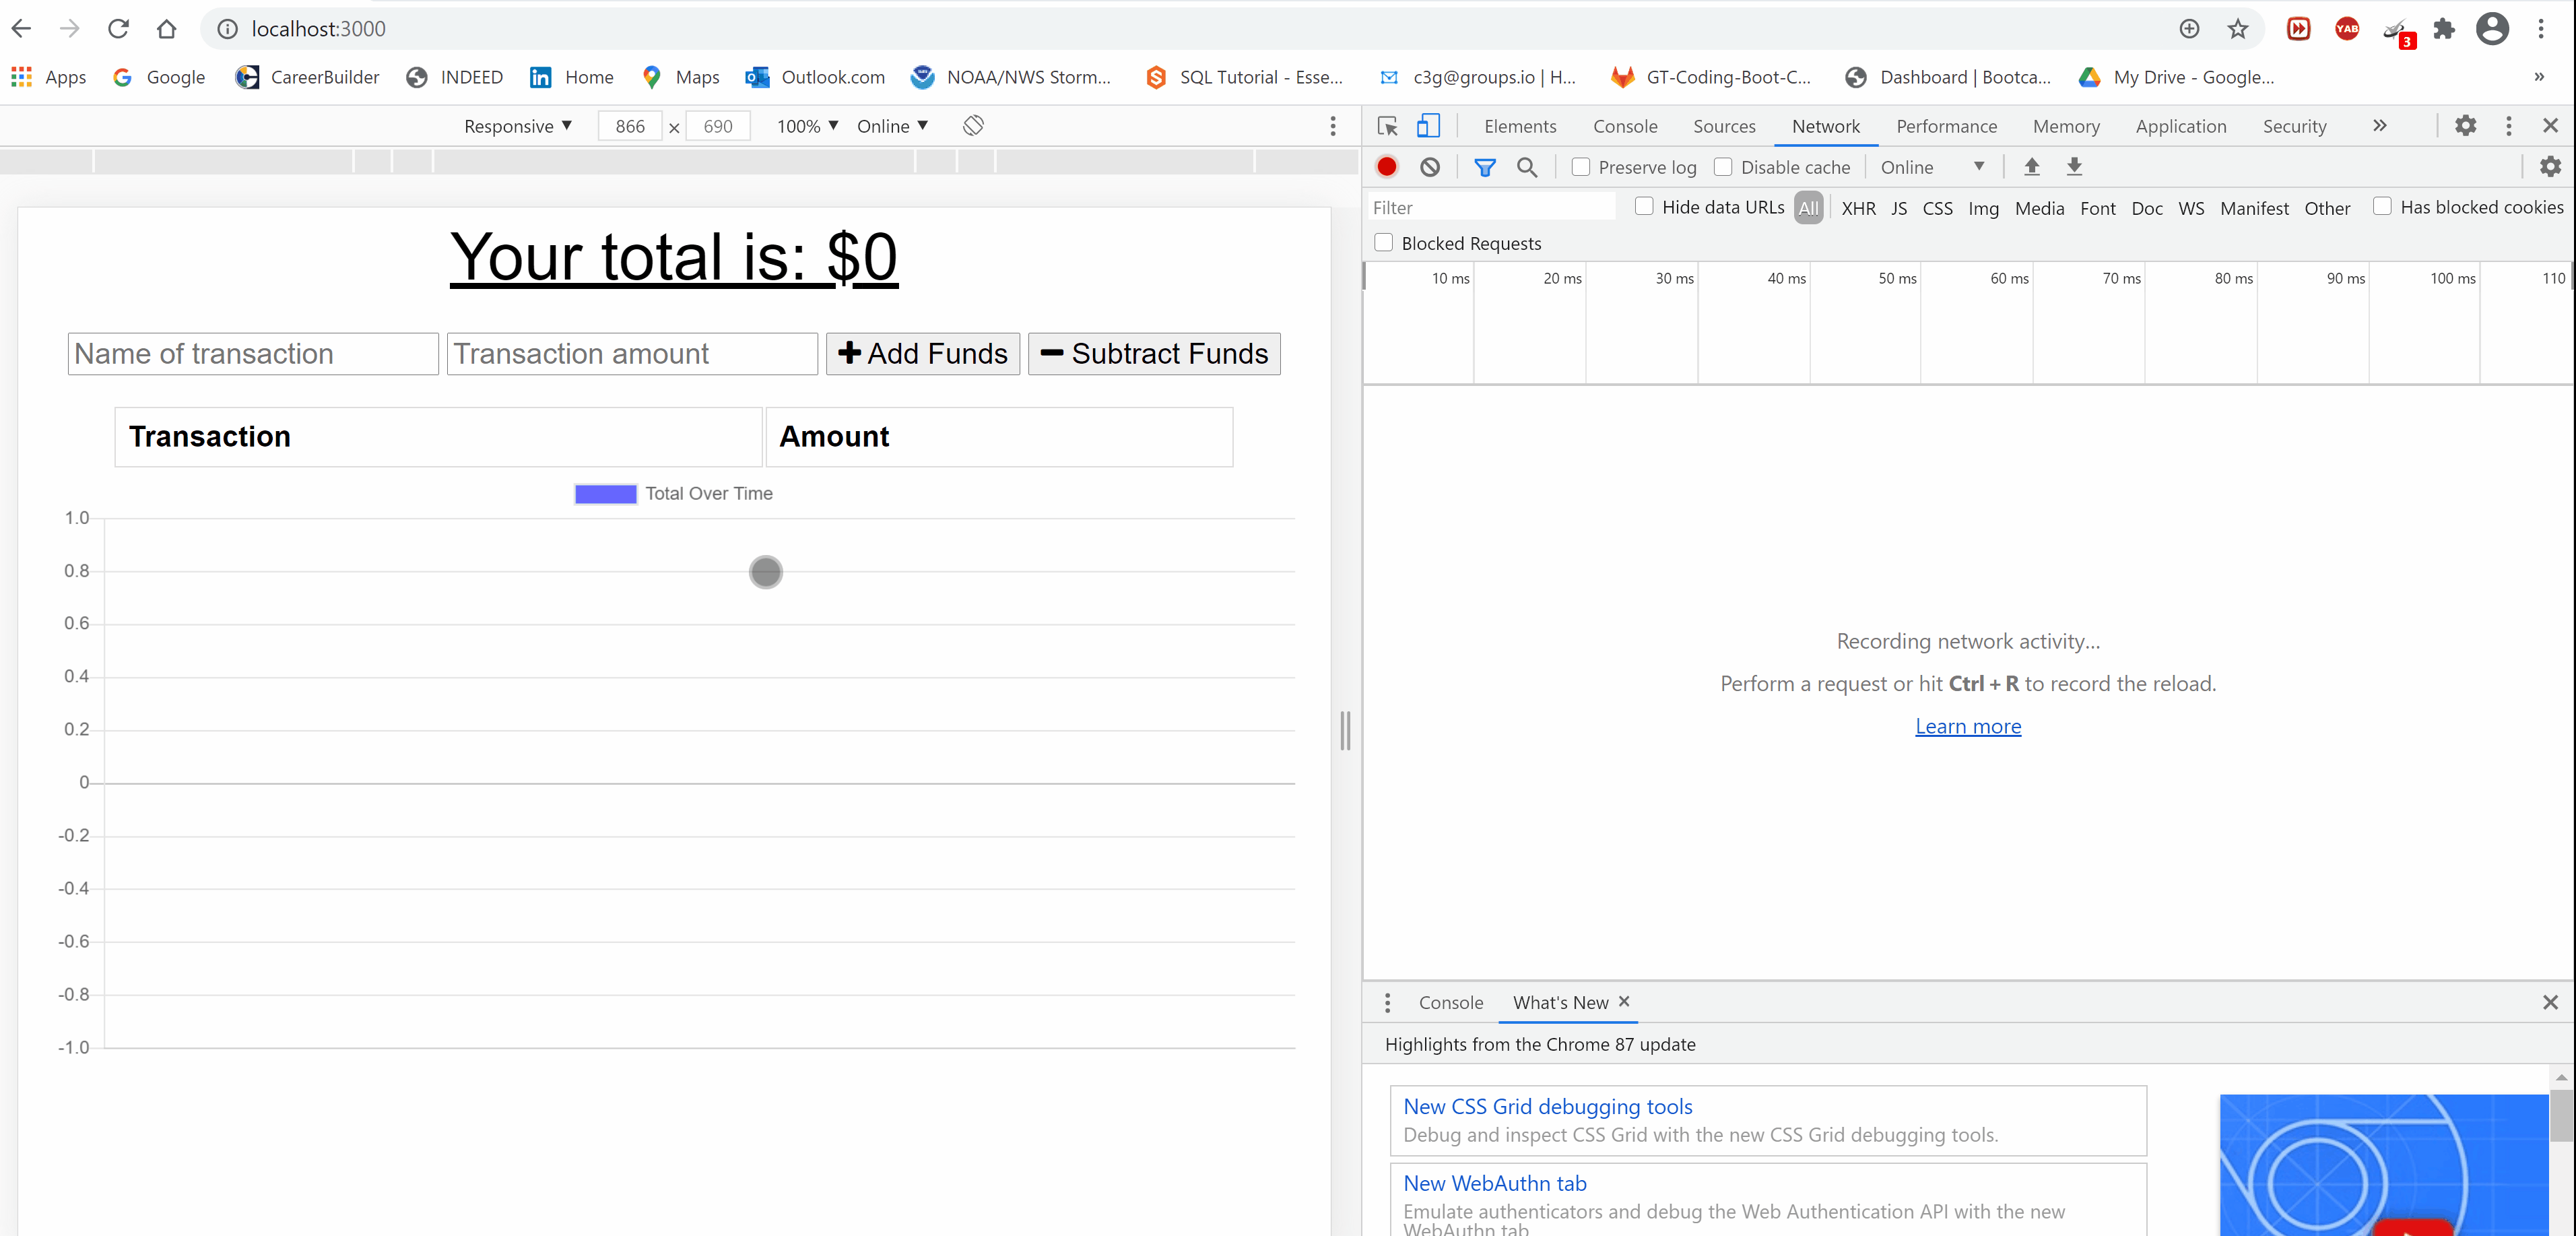 localhost:3000
YAB
3
Apps Google CareerBuilder INDEED Home Maps Outlook.com NOAA/NWS Storm... SQL Tutorial - Esse... c3g@groups.io | H... GT-Coding-Boot-C... Dashboard | Bootca... My Drive - Google... »
Responsive 866 × 690 100% Online
Elements Console Sources Network Performance Memory Application Security »
Preserve log Disable cache Online
Filter Hide data URLs All XHR JS CSS Img Media Font Doc WS Manifest Other Has blocked cookies
Blocked Requests
10 ms 20 ms 30 ms 40 ms 50 ms 60 ms 70 ms 80 ms 90 ms 100 ms 110
Your total is: $0
Name of transaction Transaction amount Add Funds Subtract Funds
Transaction Amount
Total Over Time
1.0
0.8
0.6
0.4
0.2
0
-0.2
-0.4
-0.6
-0.8
-1.0
Recording network activity...
Perform a request or hit Ctrl + R to record the reload.
Learn more
Console What's New
Highlights from the Chrome 87 update
New CSS Grid debugging tools
Debug and inspect CSS Grid with the new CSS Grid debugging tools.
New WebAuthn tab
Emulate authenticators and debug the Web Authentication API with the new
WebAuthn tab